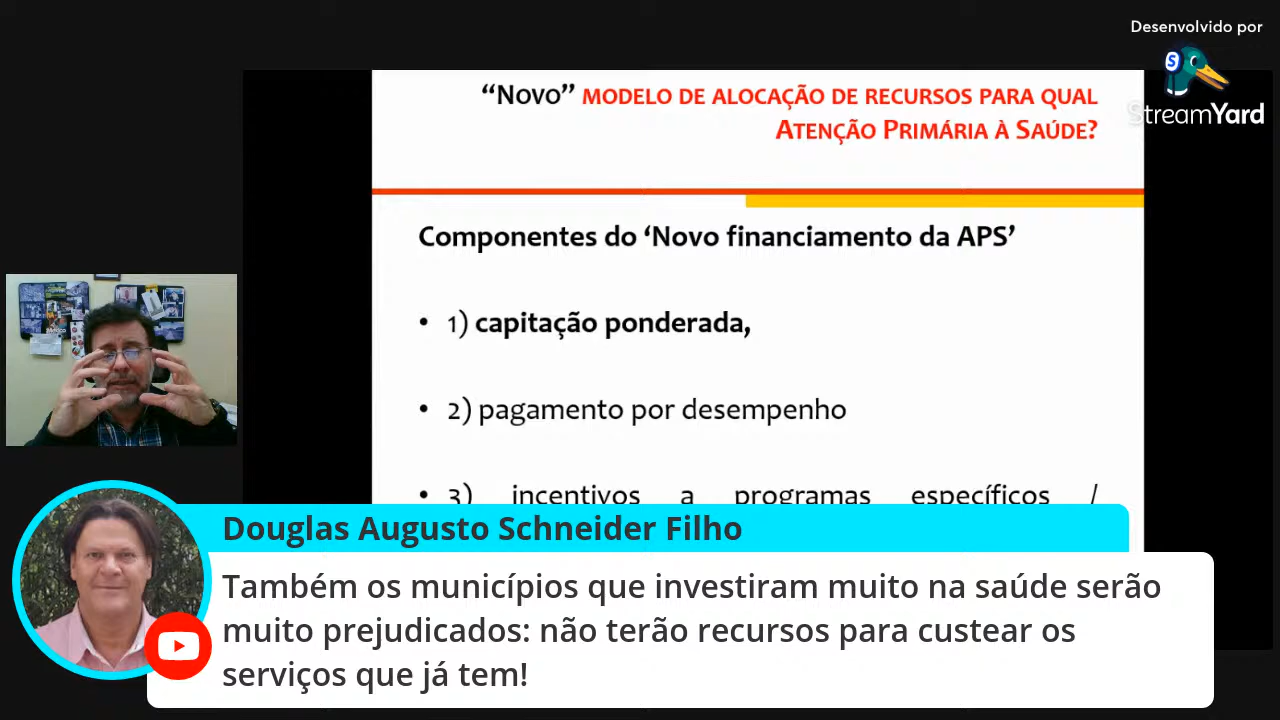 Desenvolvido por
StreamYard
“Novo” MODELO DE ALOCAÇÃO DE RECURSOS PARA QUAL
ATENÇÃO PRIMÁRIA À SAÚDE?
Componentes do ‘Novo financiamento da APS’
• 1) capitação ponderada,
• 2) pagamento por desempenho
• 3) incentivos a programas específicos /
Douglas Augusto Schneider Filho
Também os municípios que investiram muito na saúde serão
muito prejudicados: não terão recursos para custear os
serviços que já tem!